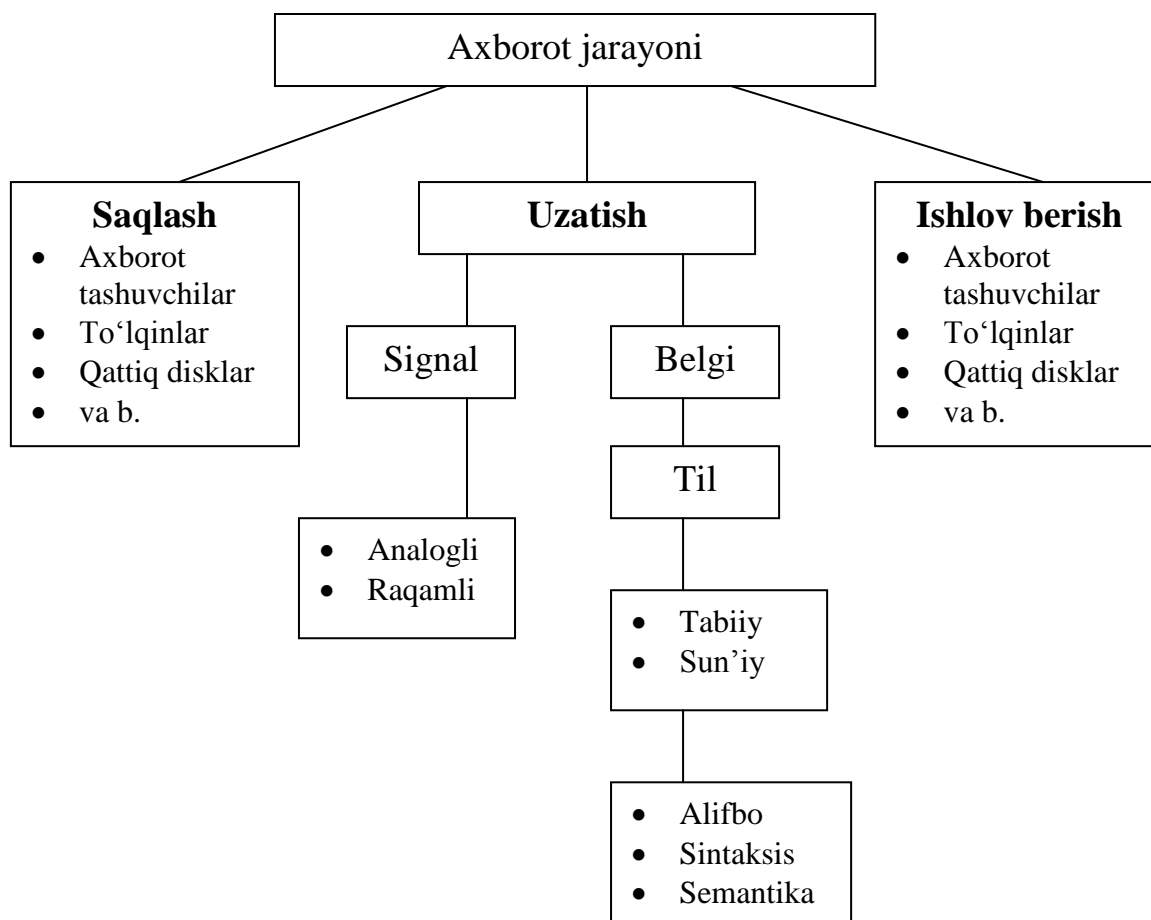 Axborot jarayoni
Saqlash
• Axborot
tashuvchilar
• To‘lqinlar
• Qattiq disklar
• va b.
Uzatish
Signal
• Analogli
• Raqamli
Belgi
Til
• Tabiiy
• Sun’iy
• Alifbo
• Sintaksis
• Semantika
Ishlov berish
• Axborot
tashuvchilar
• To‘lqinlar
• Qattiq disklar
• va b.